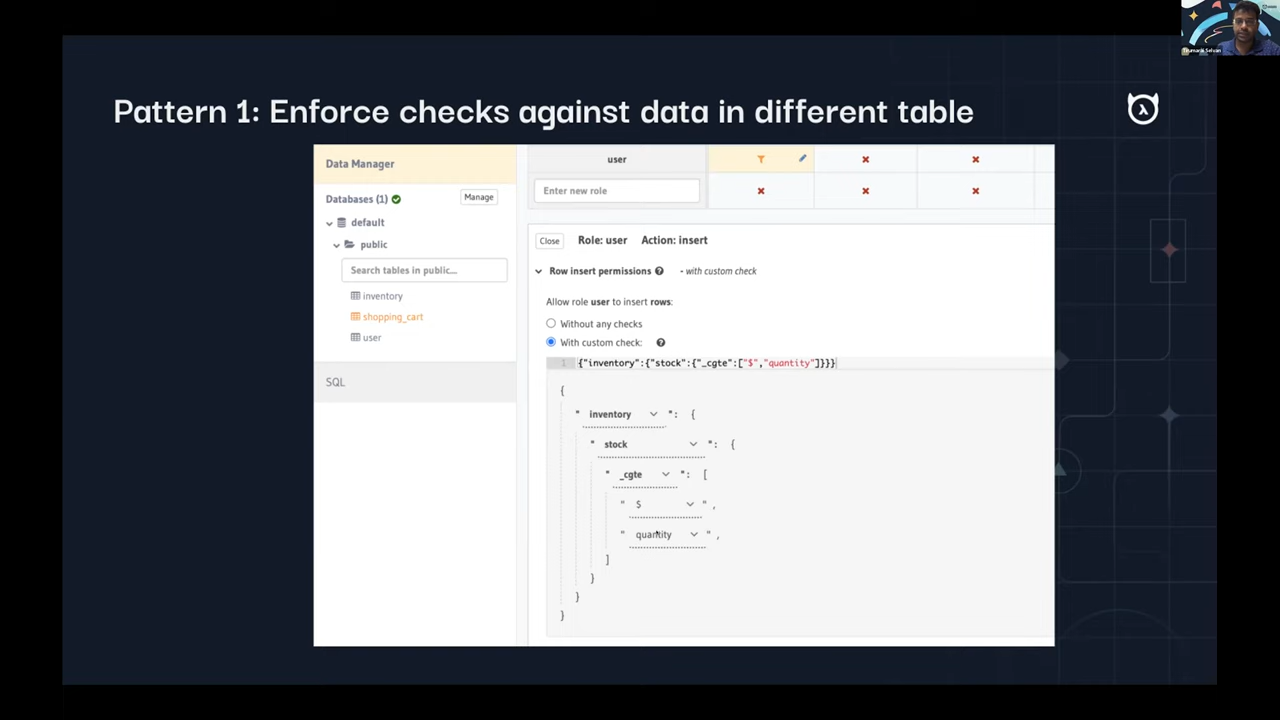 Tirumarai Selvan
Pattern 1: Enforce checks against data in different table
Data Manager
Databases (1)
Manage
default
public
Search tables in public...
inventory
shopping_cart
user
SQL
user
Enter new role
Close
Role: user Action: insert
Row insert permissions - with custom check
Allow role user to insert rows:
Without any checks
With custom check:
1 {"inventory":{"stock":{"_cgte":["$","quantity"]}}}
{
" inventory ": {
" stock ": {
" _cgte ": [
" $ " ,
" quantity " ,
]
}
}
}